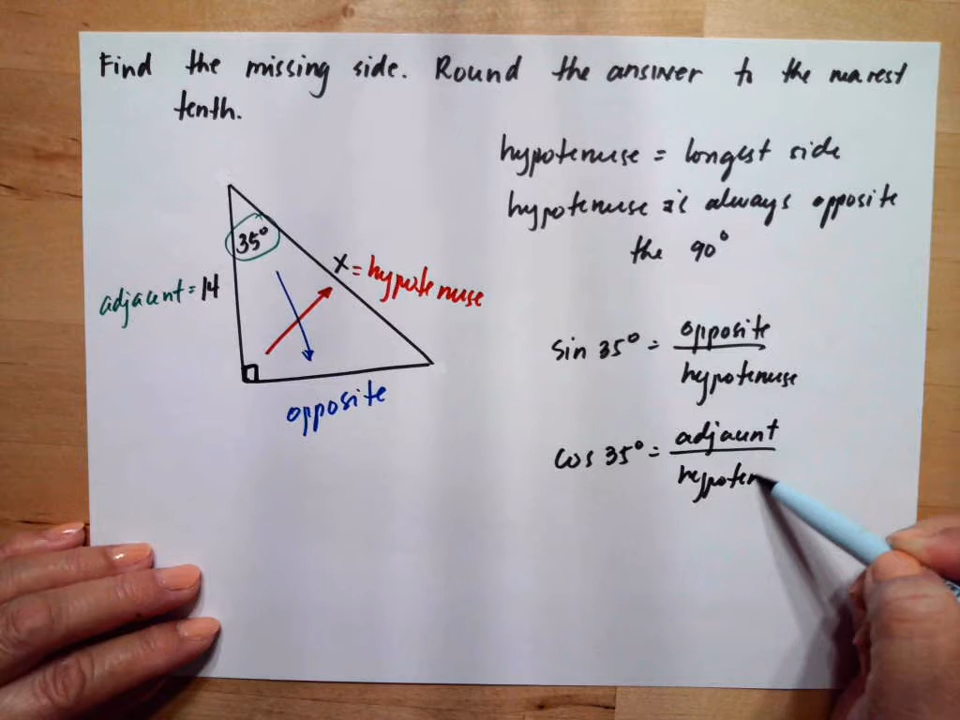 Find the missing side. Round the answer to the nearest
tenth.
hypotenuse = longest side
hypotenuse is always opposite
the 90°
35°
x = hypotenuse
adjacent = 14
opposite
sin 35° = opposite
hypotenuse
cos 35° = adjacent
hypoten